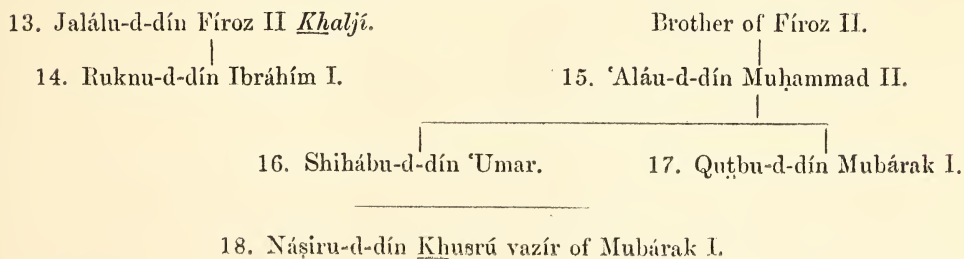 13. Jalálu-d-dín Fíroz II Khaljí. Brother of Fíroz II.
14. Ruknu-d-dín Ibráhím I. 15. ‘Aláu-d-dín Muḥammad II.
16. Shihábu-d-dín ‘Umar. 17. Quṭbu-d-dín Mubárak I.
18. Náṣiru-d-dín Khusrú vazír of Mubárak I.